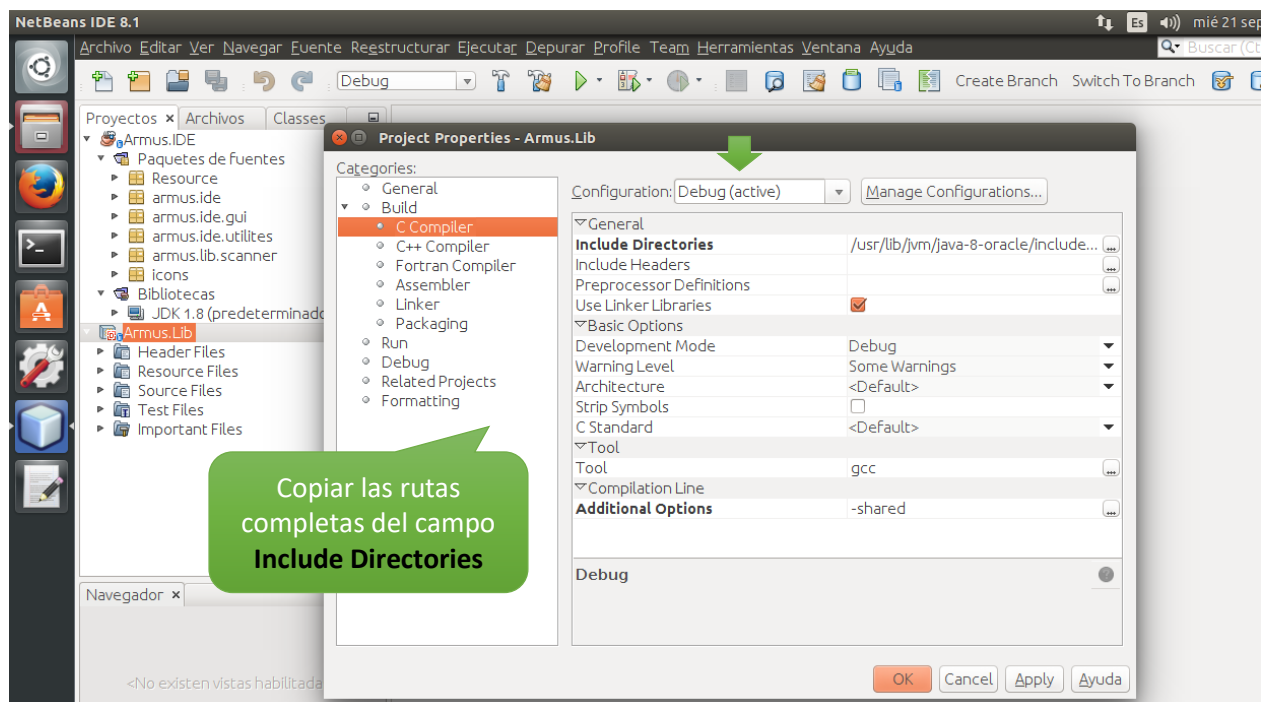 NetBeans IDE 8.1
Es
mié 21 sep
Archivo Editar Ver Navegar Fuente Reestructurar Ejecutar Depurar Profile Team Herramientas Ventana Ayuda
Buscar (Ct
Debug
Create Branch
Switch To Branch
Proyectos
Archivos
Classes
Armus.IDE
Paquetes de fuentes
Resource
armus.ide
armus.ide.gui
armus.ide.utilites
armus.lib.scanner
icons
Bibliotecas
JDK 1.8 (predeterminado
Armus.Lib
Header Files
Resource Files
Source Files
Test Files
Important Files
Navegador
<No existen vistas habilitada
Project Properties - Armus.Lib
Categories:
General
Build
C Compiler
C++ Compiler
Fortran Compiler
Assembler
Linker
Packaging
Run
Debug
Related Projects
Formatting
Configuration: Debug (active)
Manage Configurations...
General
Include Directories /usr/lib/jvm/java-8-oracle/include...
Include Headers
Preprocessor Definitions
Use Linker Libraries
Basic Options
Development Mode Debug
Warning Level Some Warnings
Architecture <Default>
Strip Symbols
C Standard <Default>
Tool
Tool gcc
Compilation Line
Additional Options -shared
Debug
OK Cancel Apply Ayuda
Copiar las rutas
completas del campo
Include Directories